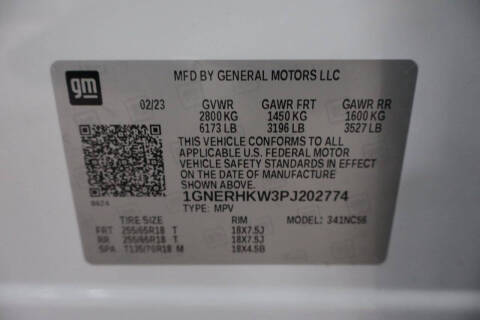 gm
MFD BY GENERAL MOTORS LLC
02/23 GVWR GAWR FRT GAWR RR
2800 KG 1450 KG 1600 KG
6173 LB 3196 LB 3527 LB
THIS VEHICLE CONFORMS TO ALL
APPLICABLE U.S. FEDERAL MOTOR
VEHICLE SAFETY STANDARDS IN EFFECT
ON THE DATE OF MANUFACTURE
SHOWN ABOVE.
1GNERHKW3PJ202774
TYPE: MPV
TIRE SIZE RIM MODEL: 341NC56
FRT 255/65R18 T 18X7.5J
RR 255/65R18 T 18X7.5J
SPA T135/70R18 M 18X4.5B